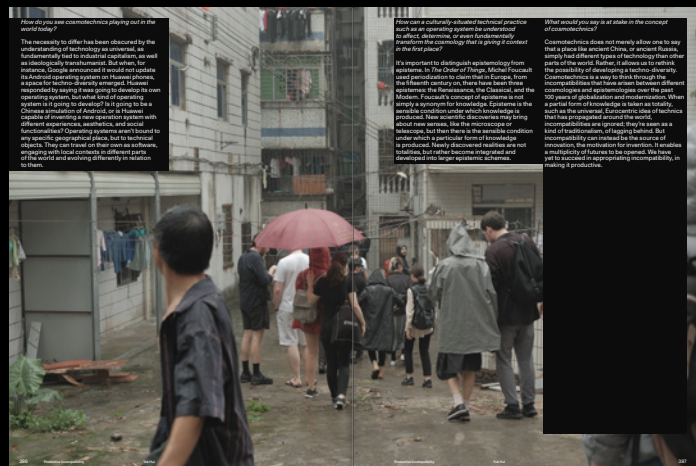 How do you see cosmotechnics playing out in the
world today?
The necessity to differ has been obscured by the
understanding of technology as universal, as
fundamentally tied to industrial capitalism, as well
as ideologically transhumanist. But when, for
instance, Google announced it would not update
its Android operating system on Huawei phones,
a space for techno-diversity emerged. Huawei
responded by saying it was going to develop its own
operating system, but what kind of operating
system is it going to develop? Is it going to be a
Chinese simulation of Android, or is Huawei
capable of inventing a new operation system with
different experiences, aesthetics, and social
functionalities? Operating systems aren't bound to
any specific geographical place, but to technical
objects. They can travel on their own as software,
engaging with local contexts in different parts
of the world and evolving differently in relation
to them.
How can a culturally-situated technical practice
such as an operating system be understood
to affect, determine, or even fundamentally
transform the cosmology that is giving it context
in the first place?
It's important to distinguish epistemology from
episteme. In The Order of Things, Michel Foucault
used periodization to claim that in Europe, from
the fifteenth century on, there have been three
epistemes: the Renaissance, the Classical, and the
Modern. Foucault's concept of episteme is not
simply a synonym for knowledge. Episteme is the
sensible condition under which knowledge is
produced. New scientific discoveries may bring
about new senses, like the microscope or
telescope, but then there is the sensible condition
under which a particular form of knowledge
is produced. Newly discovered realities are not
totalities, but rather become integrated and
developed into larger epistemic schemes.
What would you say is at stake in the concept
of cosmotechnics?
Cosmotechnics does not merely allow one to say
that a place like ancient China, or ancient Russia,
simply had different types of technology than other
parts of the world. Rather, it allows us to rethink
the possibility of developing a techno-diversity.
Cosmotechnics is a way to think through the
incompatibilities that have arisen between different
cosmologies and epistemologies over the past
100 years of globalization and modernization. When
a partial form of knowledge is taken as totality,
such as the universal, Eurocentric idea of technics
that has propagated around the world,
incompatibilities are ignored; they're seen as a
kind of traditionalism, of lagging behind. But
incompatibility is in fact the source of
innovation, the motivation for invention. It enables
a multiplicity of futures to be opened. We have
yet to succeed in appropriating incompatibility, in
making it productive.